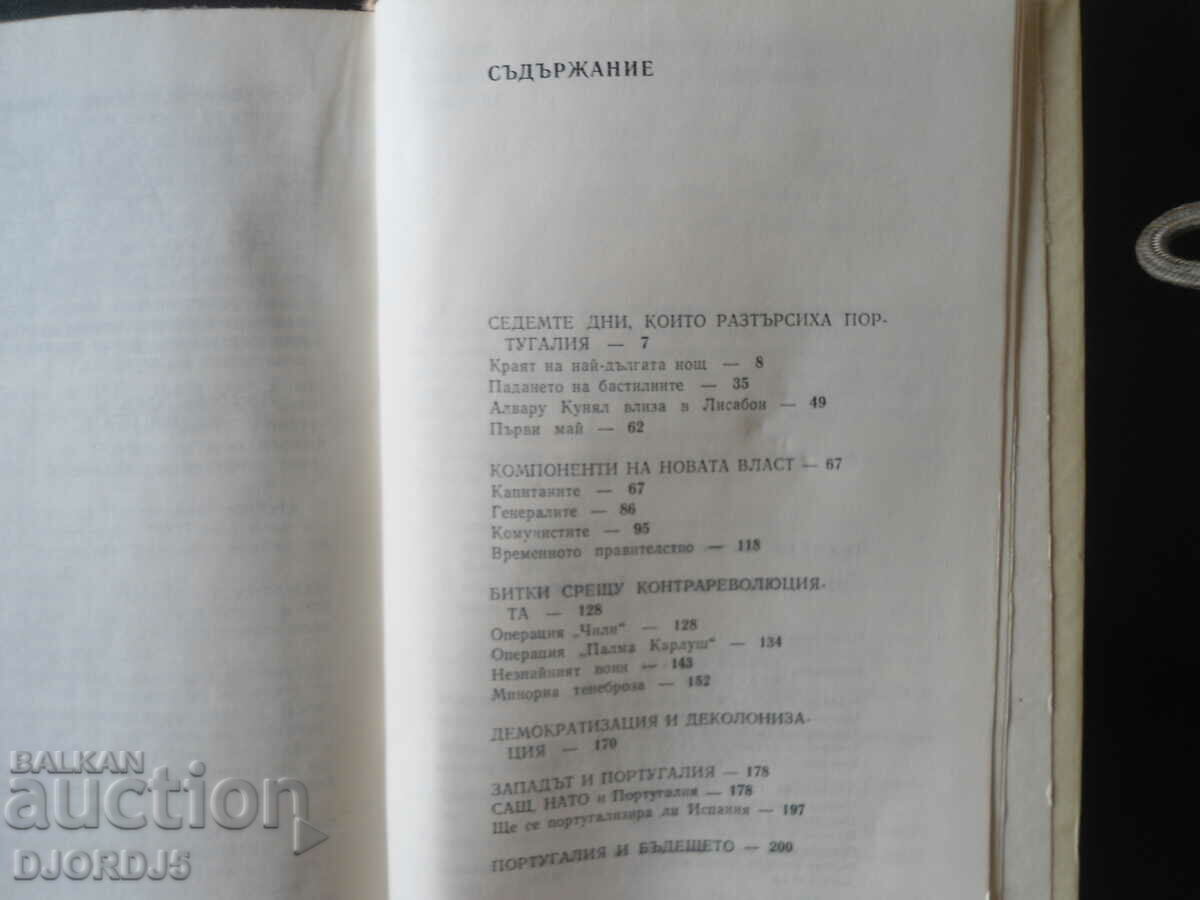 СЪДЪРЖАНИЕ
СЕДЕМТЕ ДНИ, КОИТО РАЗТЪРСИХА ПОР-
ТУГАЛИЯ — 7
Краят на най-дългата нощ — 8
Падането на бастилиите — 35
Алвару Кунял влиза в Лисабон — 49
Първи май — 62
КОМПОНЕНТИ НА НОВАТА ВЛАСТ — 67
Капитаните — 67
Генералите — 86
Комунистите — 95
Временното правителство — 118
БИТКИ СРЕЩУ КОНТРАРЕВОЛЮЦИЯ-
ТА — 128
Операция „Чили“ — 128
Операция „Палма Карлуш“ — 134
Незнайният воин — 143
Минориа тенеброза — 152
ДЕМОКРАТИЗАЦИЯ И ДЕКОЛОНИЗА-
ЦИЯ — 170
ЗАПАДЪТ И ПОРТУГАЛИЯ — 178
САЩ, НАТО и Португалия — 178
Ще се португализира ли Испания — 197
ПОРТУГАЛИЯ И БЪДЕЩЕТО — 200
BALKAN
auction
DJORDJ5